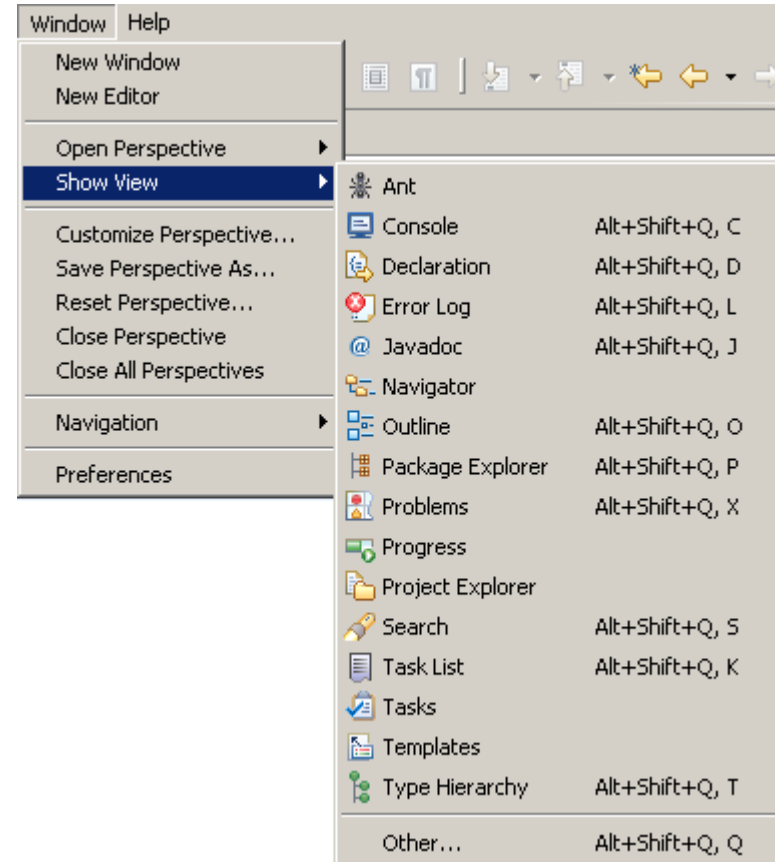 Window Help
New Window
New Editor
Open Perspective
Show View
Customize Perspective...
Save Perspective As...
Reset Perspective...
Close Perspective
Close All Perspectives
Navigation
Preferences
Ant
Console Alt+Shift+Q, C
Declaration Alt+Shift+Q, D
Error Log Alt+Shift+Q, L
Javadoc Alt+Shift+Q, J
Navigator
Outline Alt+Shift+Q, O
Package Explorer Alt+Shift+Q, P
Problems Alt+Shift+Q, X
Progress
Project Explorer
Search Alt+Shift+Q, S
Task List Alt+Shift+Q, K
Tasks
Templates
Type Hierarchy Alt+Shift+Q, T
Other... Alt+Shift+Q, Q